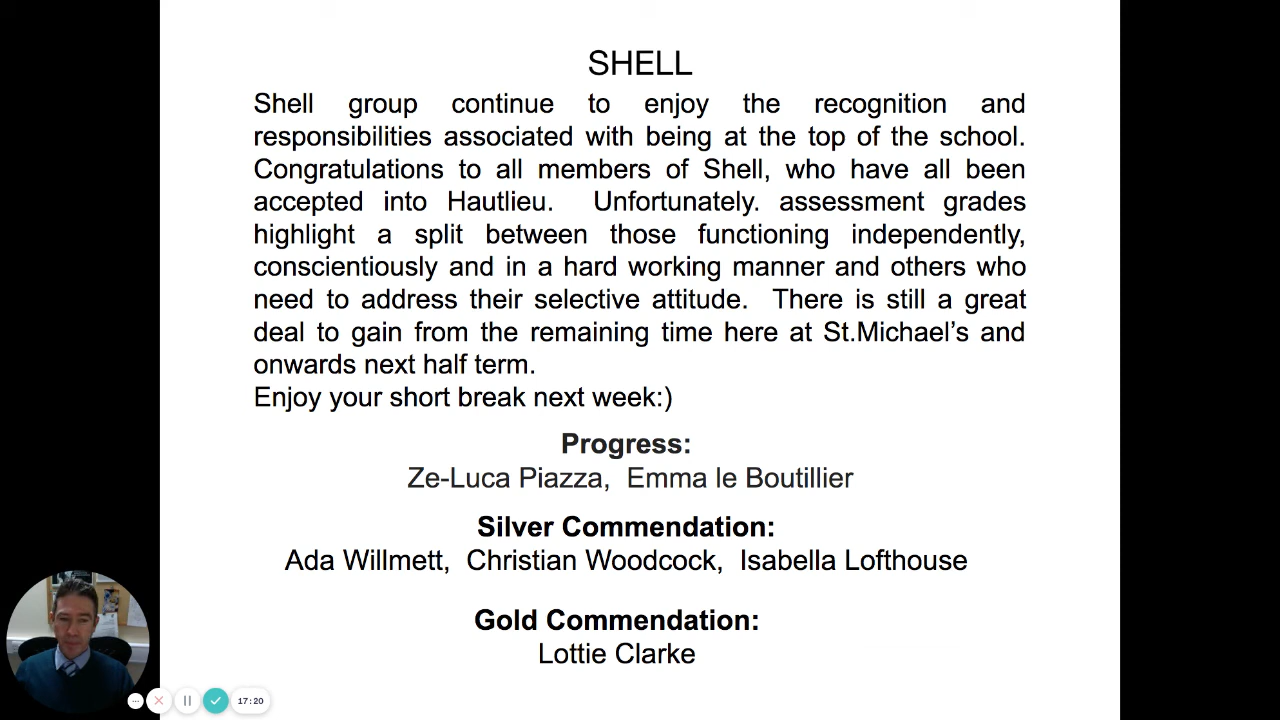 SHELL
Shell group continue to enjoy the recognition and
responsibilities associated with being at the top of the school.
Congratulations to all members of Shell, who have all been
accepted into Hautlieu.  Unfortunately. assessment grades
highlight a split between those functioning independently,
conscientiously and in a hard working manner and others who
need to address their selective attitude.  There is still a great
deal to gain from the remaining time here at St.Michael’s and
onwards next half term.
Enjoy your short break next week:)
Progress:
Ze-Luca Piazza,  Emma le Boutillier
Silver Commendation:
Ada Willmett,  Christian Woodcock,  Isabella Lofthouse
Gold Commendation:
Lottie Clarke
17:20